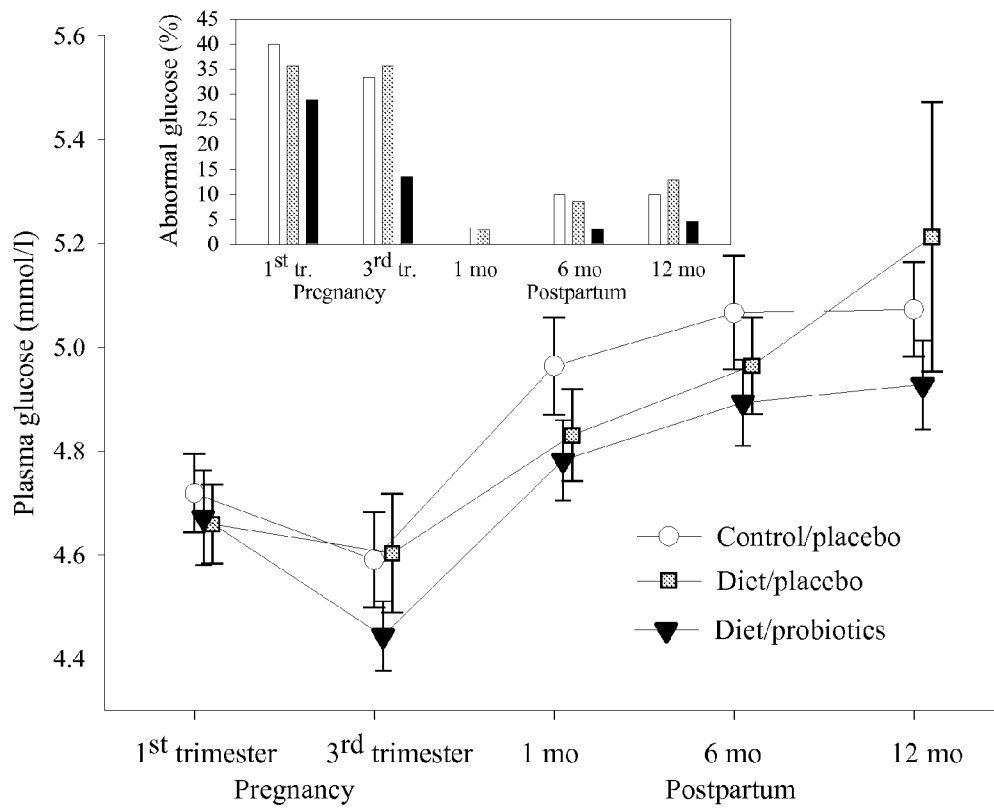 Plasma glucose (mmol/l)
5.6
5.4
5.2
5.0
4.8
4.6
4.4
Abnormal glucose (%)
45
40
35
30
25
20
15
10
5
0
1st tr. 3rd tr. 1 mo 6 mo 12 mo
Pregnancy Postpartum
Control/placebo
Diet/placebo
Diet/probiotics
1st trimester 3rd trimester 1 mo 6 mo 12 mo
Pregnancy Postpartum